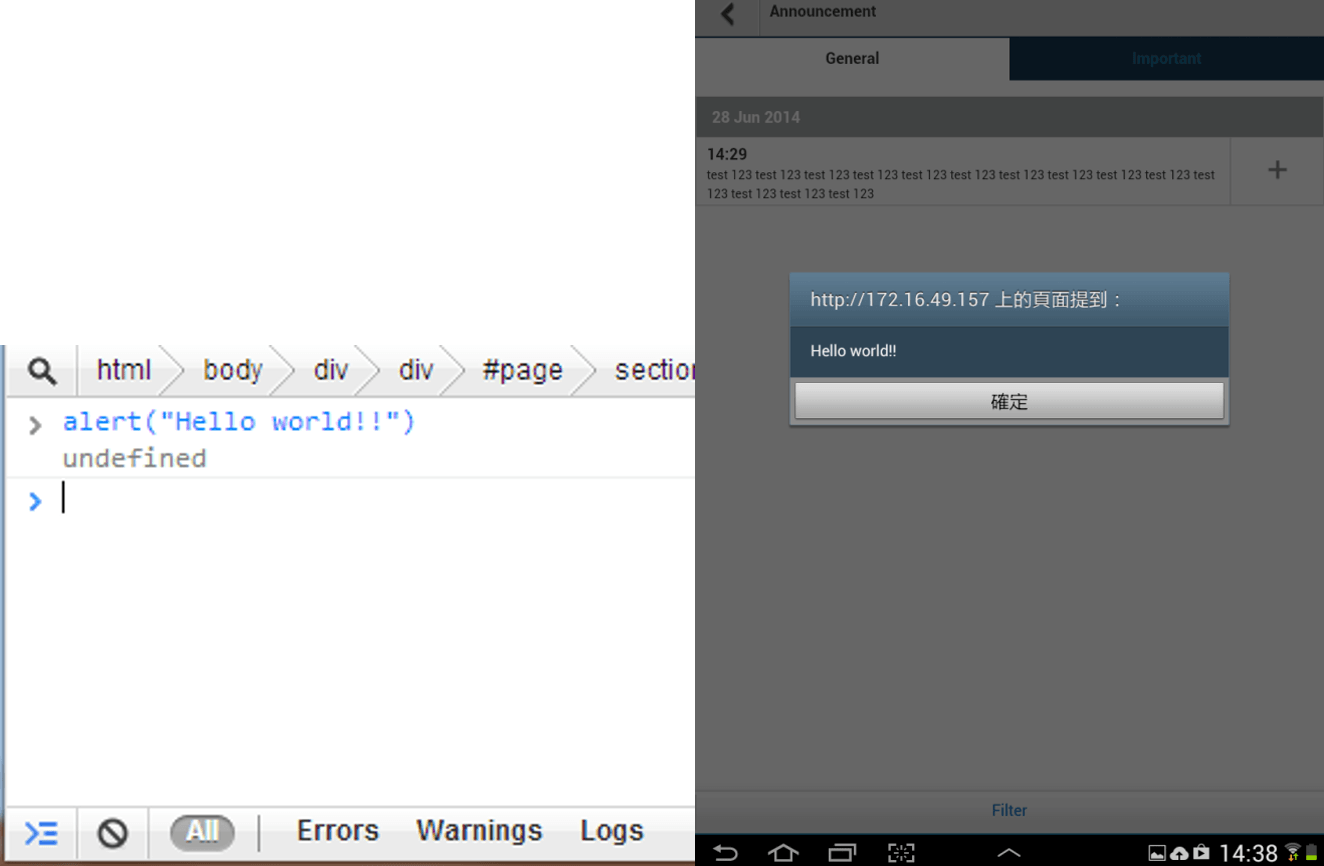 html body div div #page section
alert("Hello world!!")
undefined
All Errors Warnings Logs
Announcement
General Important
28 Jun 2014
14:29
test 123 test 123 test 123 test 123 test 123 test 123 test 123 test 123 test 123 test 123 test
123 test 123 test 123 test 123
http://172.16.49.157 上的頁面提到：
Hello world!!
確定
Filter
14:38